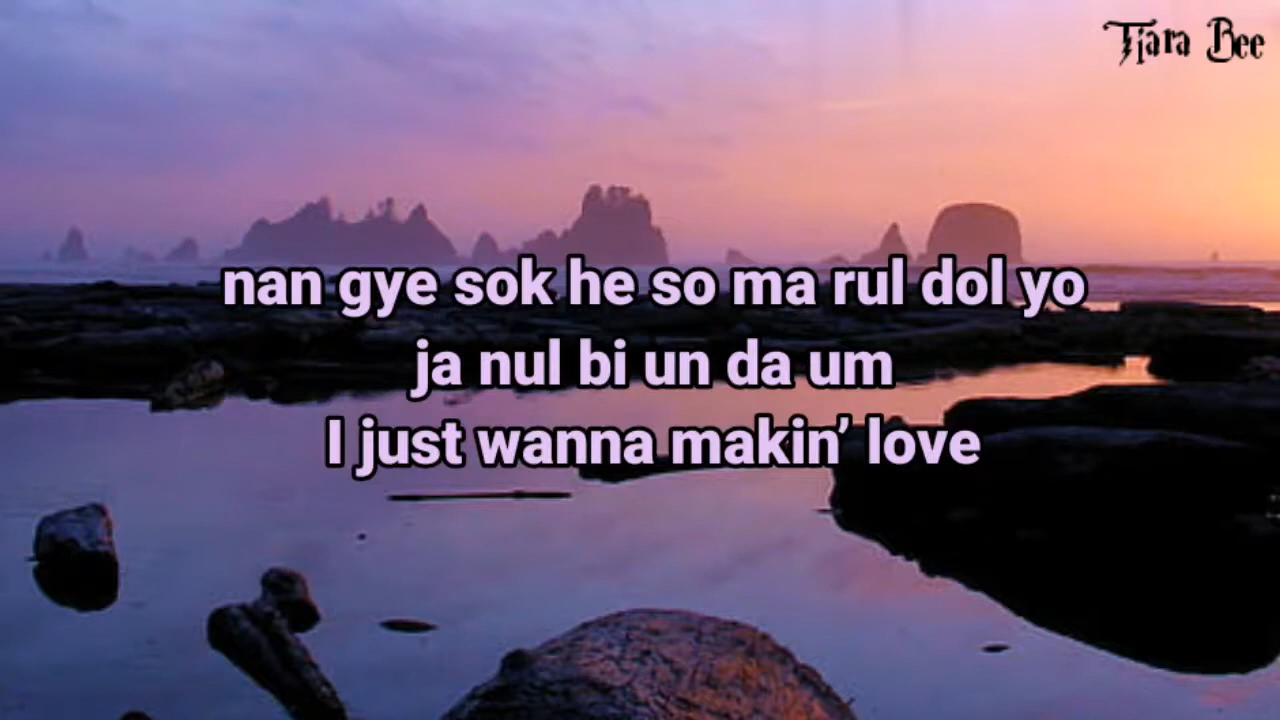 Tjara Bee
nan gye sok he so ma rul dol yo
ja nul bi un da um
I just wanna makin’ love